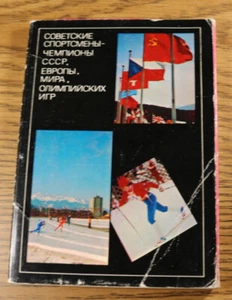 СОВЕТСКИЕ
СПОРТСМЕНЫ-
ЧЕМПИОНЫ
СССР,
ЕВРОПЫ,
МИРА,
ОЛИМПИЙСКИХ
ИГР